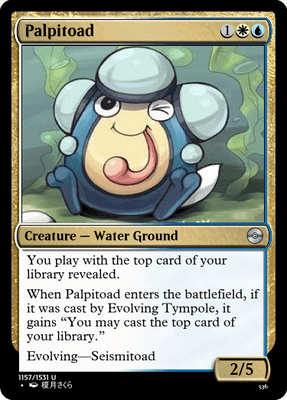 Palpitoad 1
Creature — Water Ground
You play with the top card of your
library revealed.
When Palpitoad enters the battlefield, if
it was cast by Evolving Tympole, it
gains “You may cast the top card of
your library.”
Evolving—Seismitoad
2/5
1157/1531 U
• 榎月さくら
536